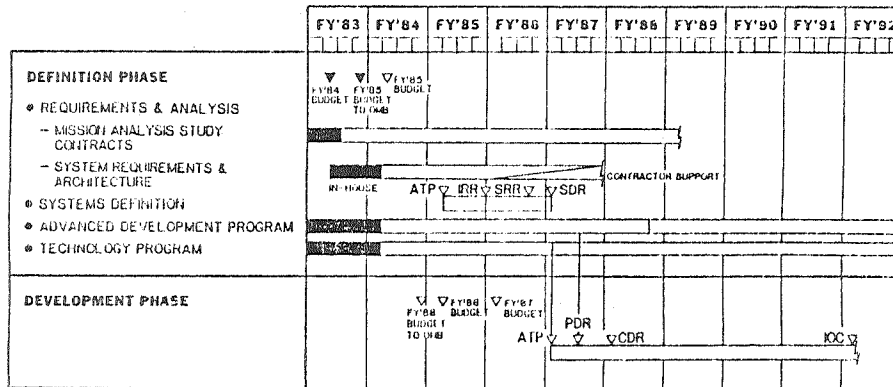 FY'83 FY'84 FY'85 FY'86 FY'87 FY'88 FY'89 FY'90 FY'91 FY'92
DEFINITION PHASE
FY'84 BUDGET
FY'85 BUDGET TO OMB
FY'85 BUDGET
REQUIREMENTS & ANALYSIS
– MISSION ANALYSIS STUDY
CONTRACTS
– SYSTEM REQUIREMENTS &
ARCHITECTURE
IN-HOUSE
CONTRACTOR SUPPORT
ATP IRR SRR SDR
SYSTEMS DEFINITION
ADVANCED DEVELOPMENT PROGRAM
TECHNOLOGY PROGRAM
DEVELOPMENT PHASE
BUDGET TO OMB
BUDGET
FY'87 BUDGET
PDR
ATP CDR IOC